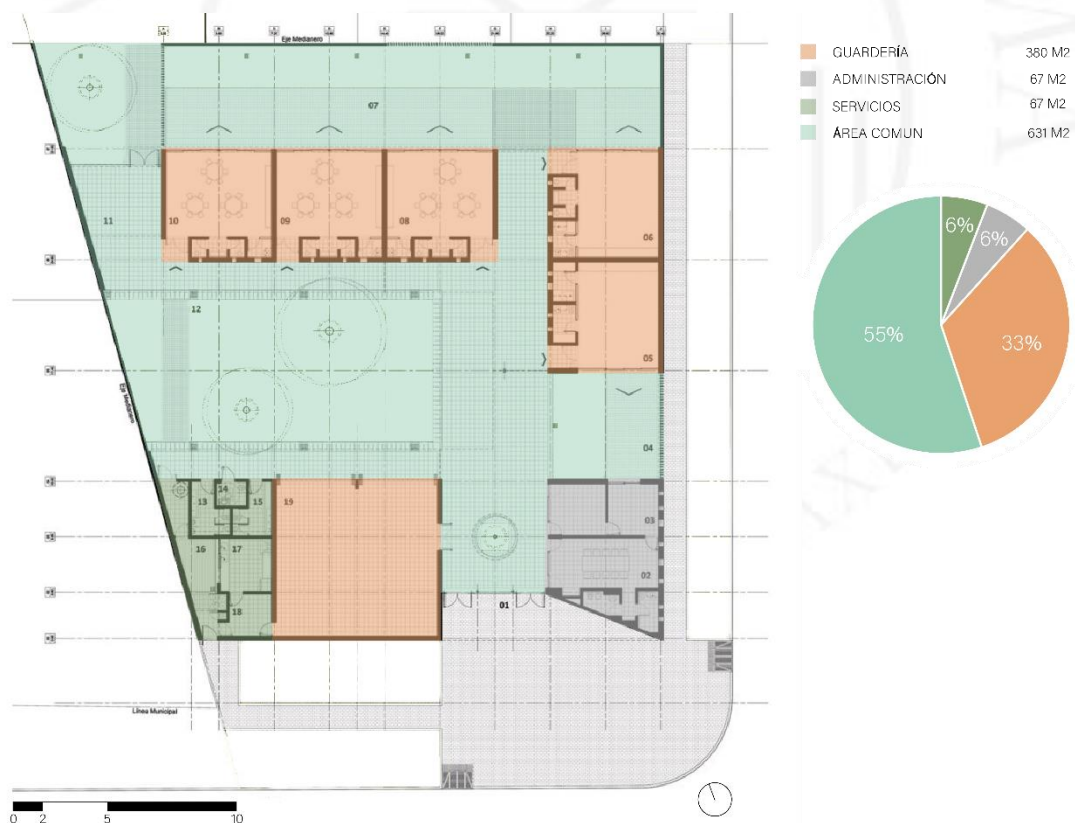 Eje Medianero
GUARDERÍA 380 M2
ADMINISTRACIÓN 67 M2
SERVICIOS 67 M2
ÁREA COMUN 631 M2
07
11
10
09
08
06
12
05
Eje Medianero
04
13
14
15
19
16
17
03
02
18
01
Línea Municipal
0 2 5 10
6%
6%
55%
33%